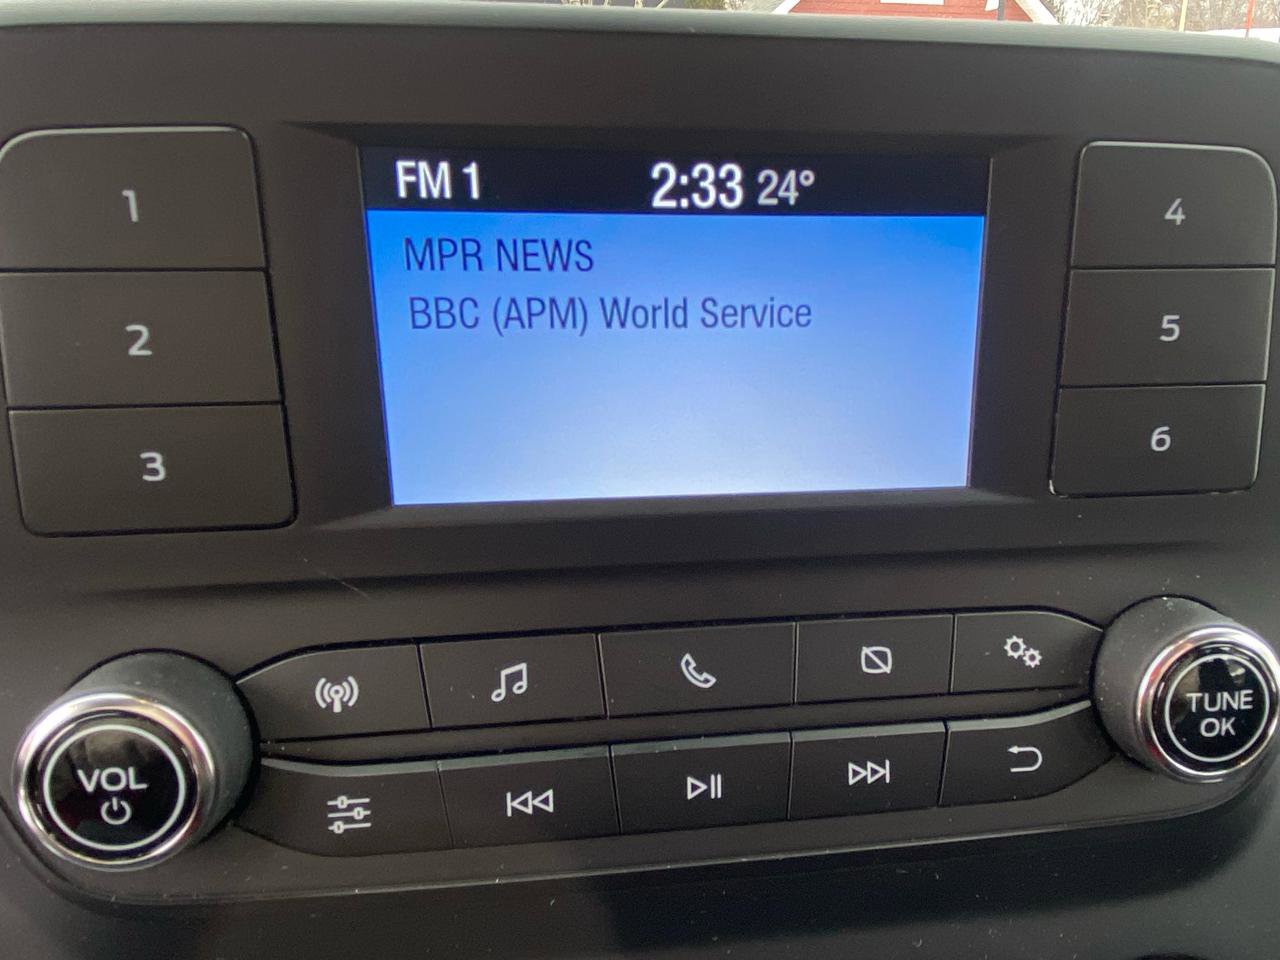 FM 1 2:33 24°
MPR NEWS
BBC (APM) World Service
1
2
3
4
5
6
VOL
TUNE
OK